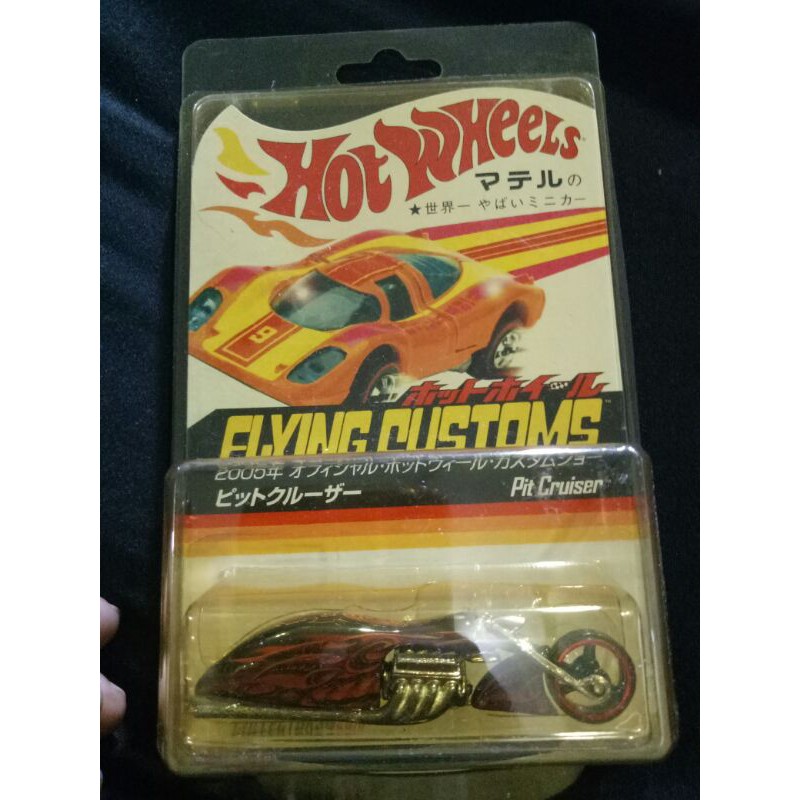 HOT WHEELS
マテルの
★世界一 やばいミニカー
9
ホットホイール
FLYING CUSTOMS™
2005年 オフィシャル・ホットウィール・カスタムショー
ピットクルーザー
Pit Cruiser